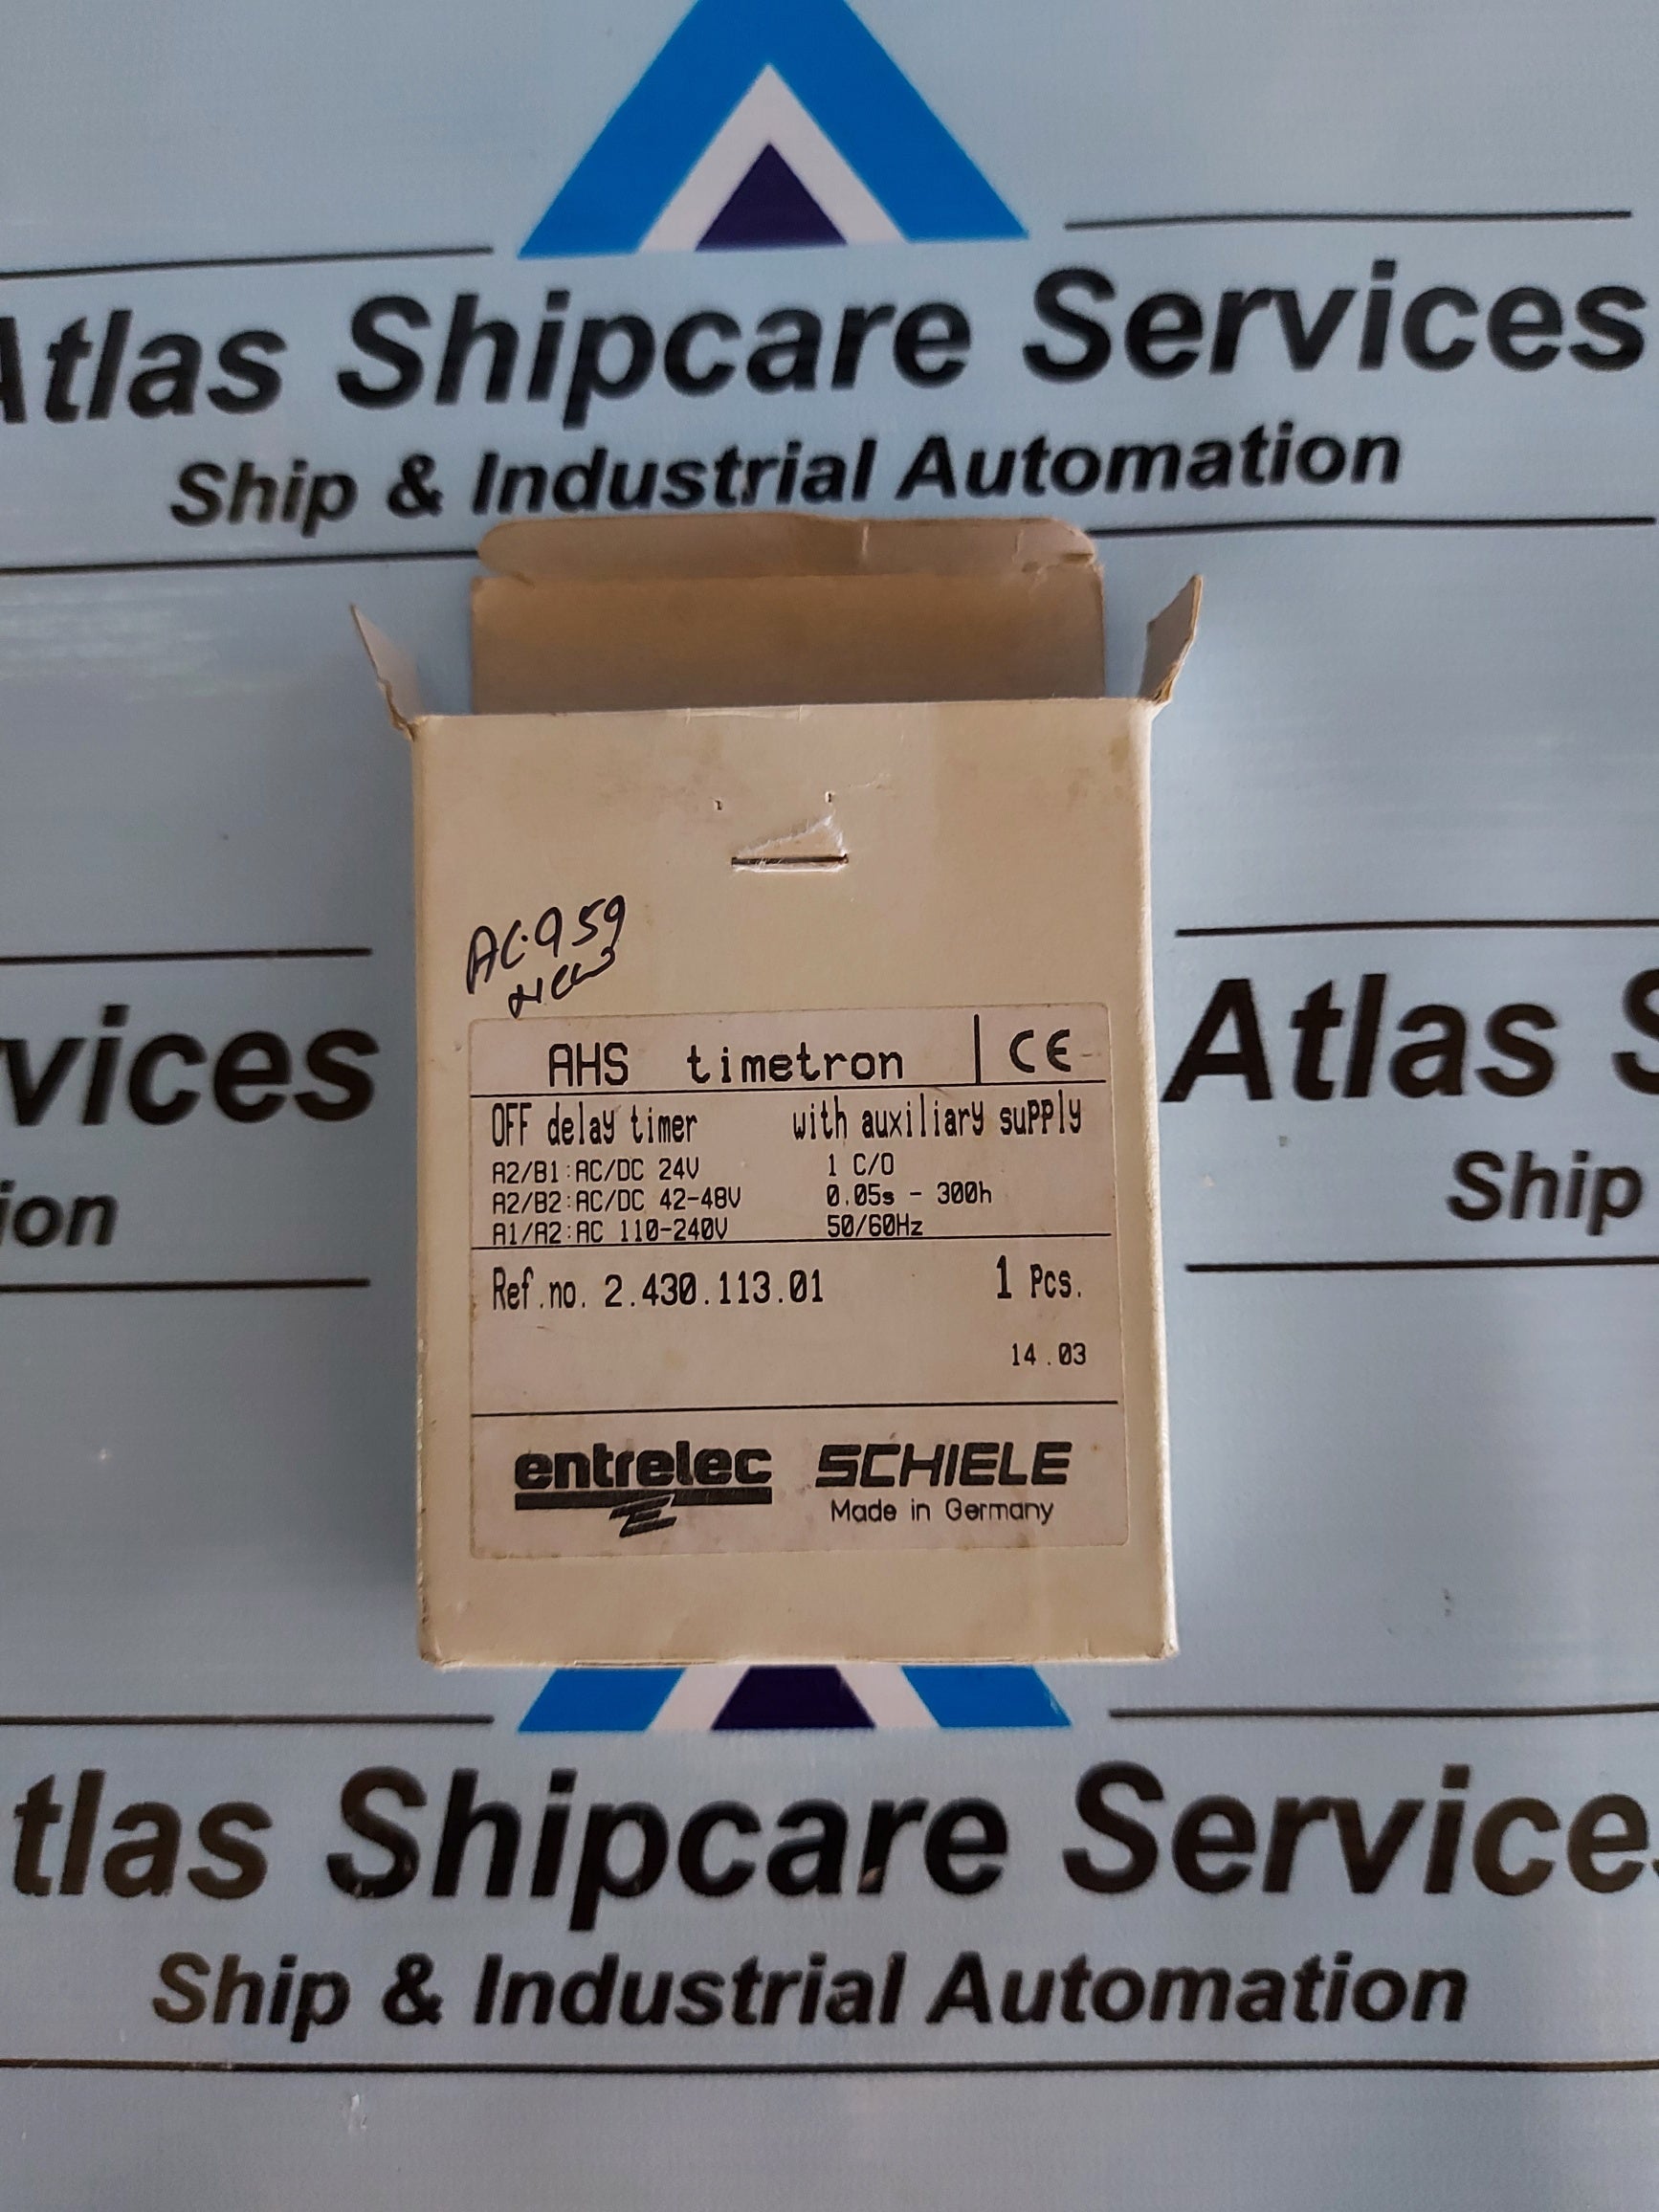 Atlas Shipcare Services
Ship & Industrial Automation
AC.959
New
AHS timetron CE
OFF delay timer with auxiliary supply
A2/B1:AC/DC 24V 1 C/O
A2/B2:AC/DC 42-48V 0.05s - 300h
A1/A2:AC 110-240V 50/60Hz
Ref.no. 2.430.113.01 1 Pcs.
14.03
entrelec SCHIELE
Made in Germany
vices
ion
Atlas S
Ship
tlas Shipcare Services
Ship & Industrial Automation